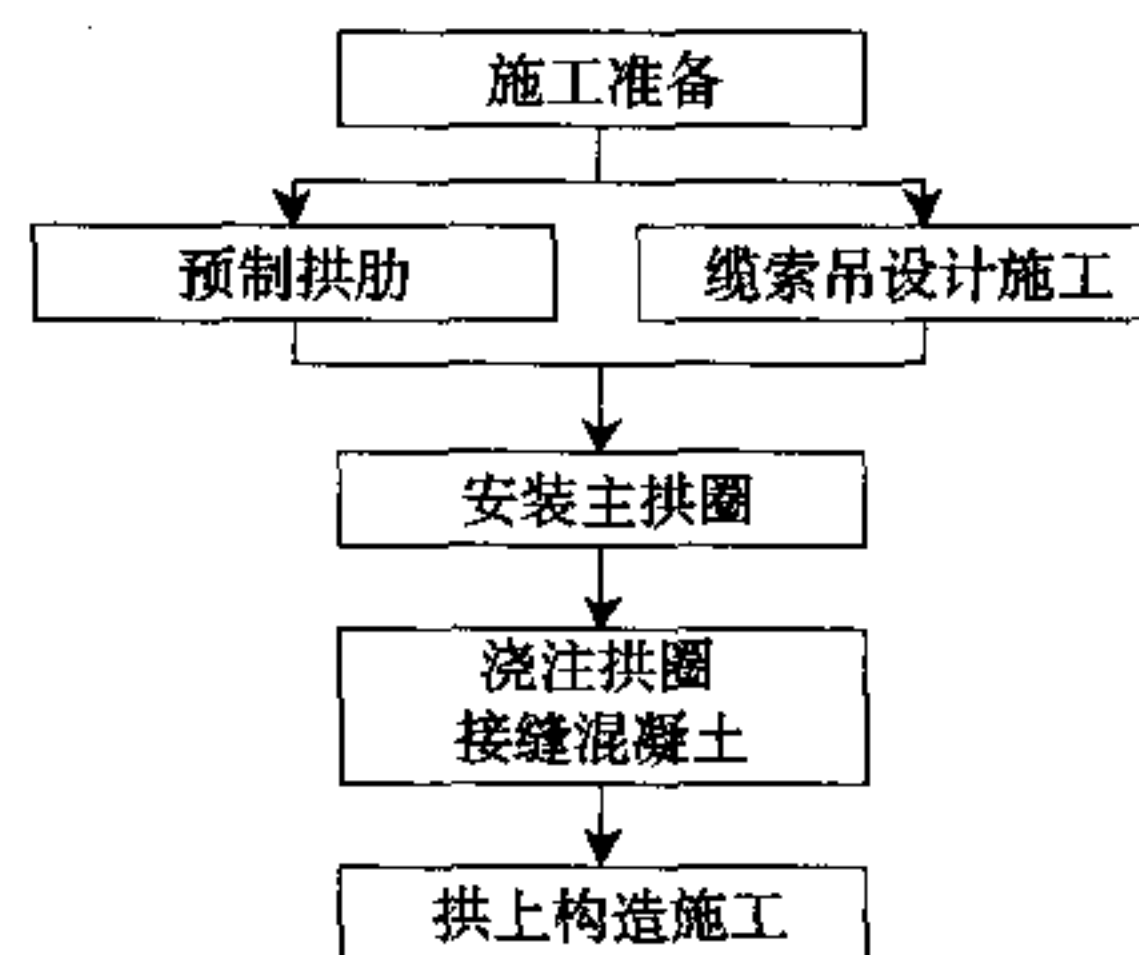 施工准备
预制拱肋
缆索吊设计施工
安装主拱圈
浇注拱圈
接缝混凝土
拱上构造施工